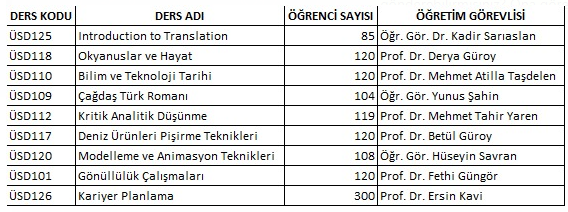 DERS KODU DERS ADI ÖĞRENCİ SAYISI ÖĞRETİM GÖREVLİSİ
ÜSD125 Introduction to Translation 85 Öğr. Gör. Dr. Kadir Sarıaslan
ÜSD118 Okyanuslar ve Hayat 120 Prof. Dr. Derya Güroy
ÜSD110 Bilim ve Teknoloji Tarihi 120 Prof. Dr. Mehmet Atilla Taşdelen
ÜSD109 Çağdaş Türk Romanı 104 Öğr. Gör. Yunus Şahin
ÜSD112 Kritik Analitik Düşünme 119 Prof. Dr. Mehmet Tahir Yaren
ÜSD117 Deniz Ürünleri Pişirme Teknikleri 120 Prof. Dr. Betül Güroy
ÜSD120 Modelleme ve Animasyon Teknikleri 108 Öğr. Gör. Hüseyin Savran
ÜSD101 Gönüllülük Çalışmaları 120 Prof. Dr. Fethi Güngör
ÜSD126 Kariyer Planlama 300 Prof. Dr. Ersin Kavi